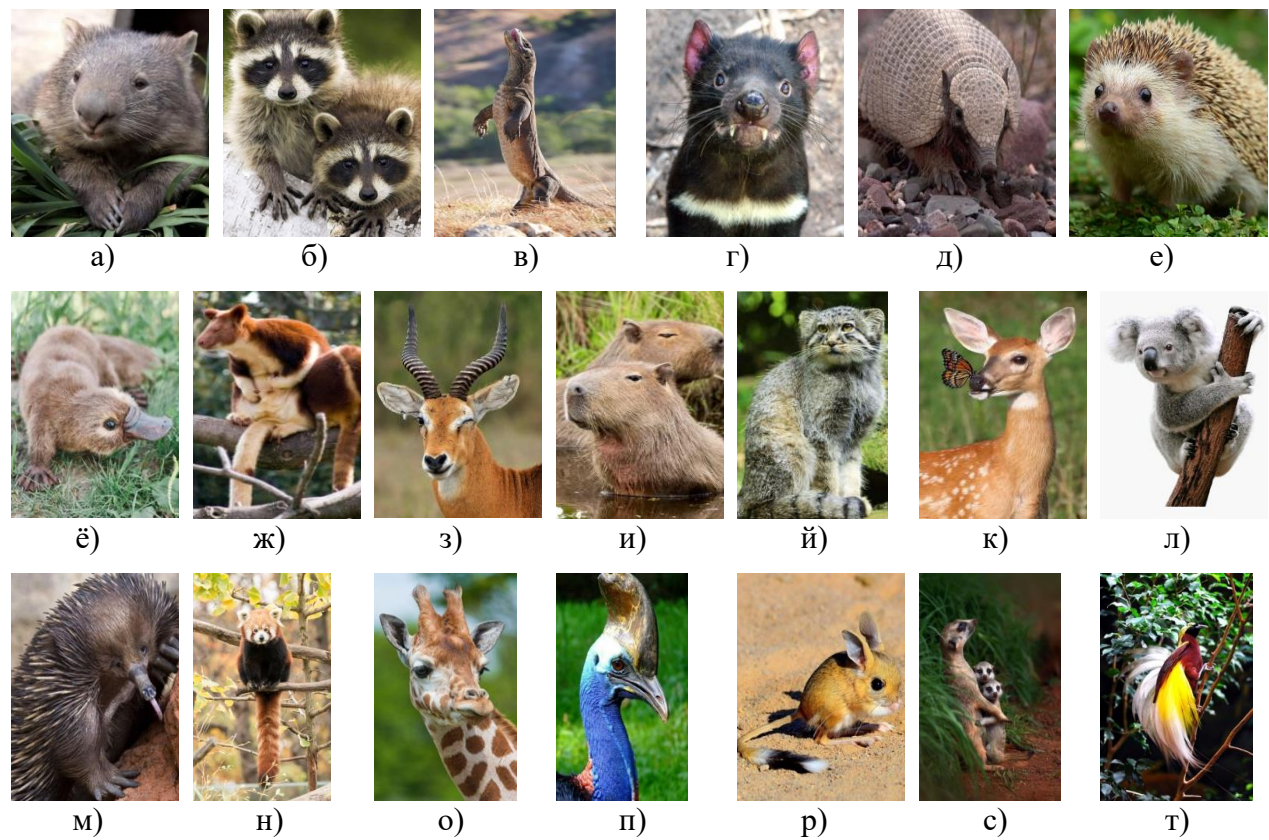 а) б) в) г) д) е)
ё) ж) з) и) й) к) л)
м) н) о) п) р) с) т)